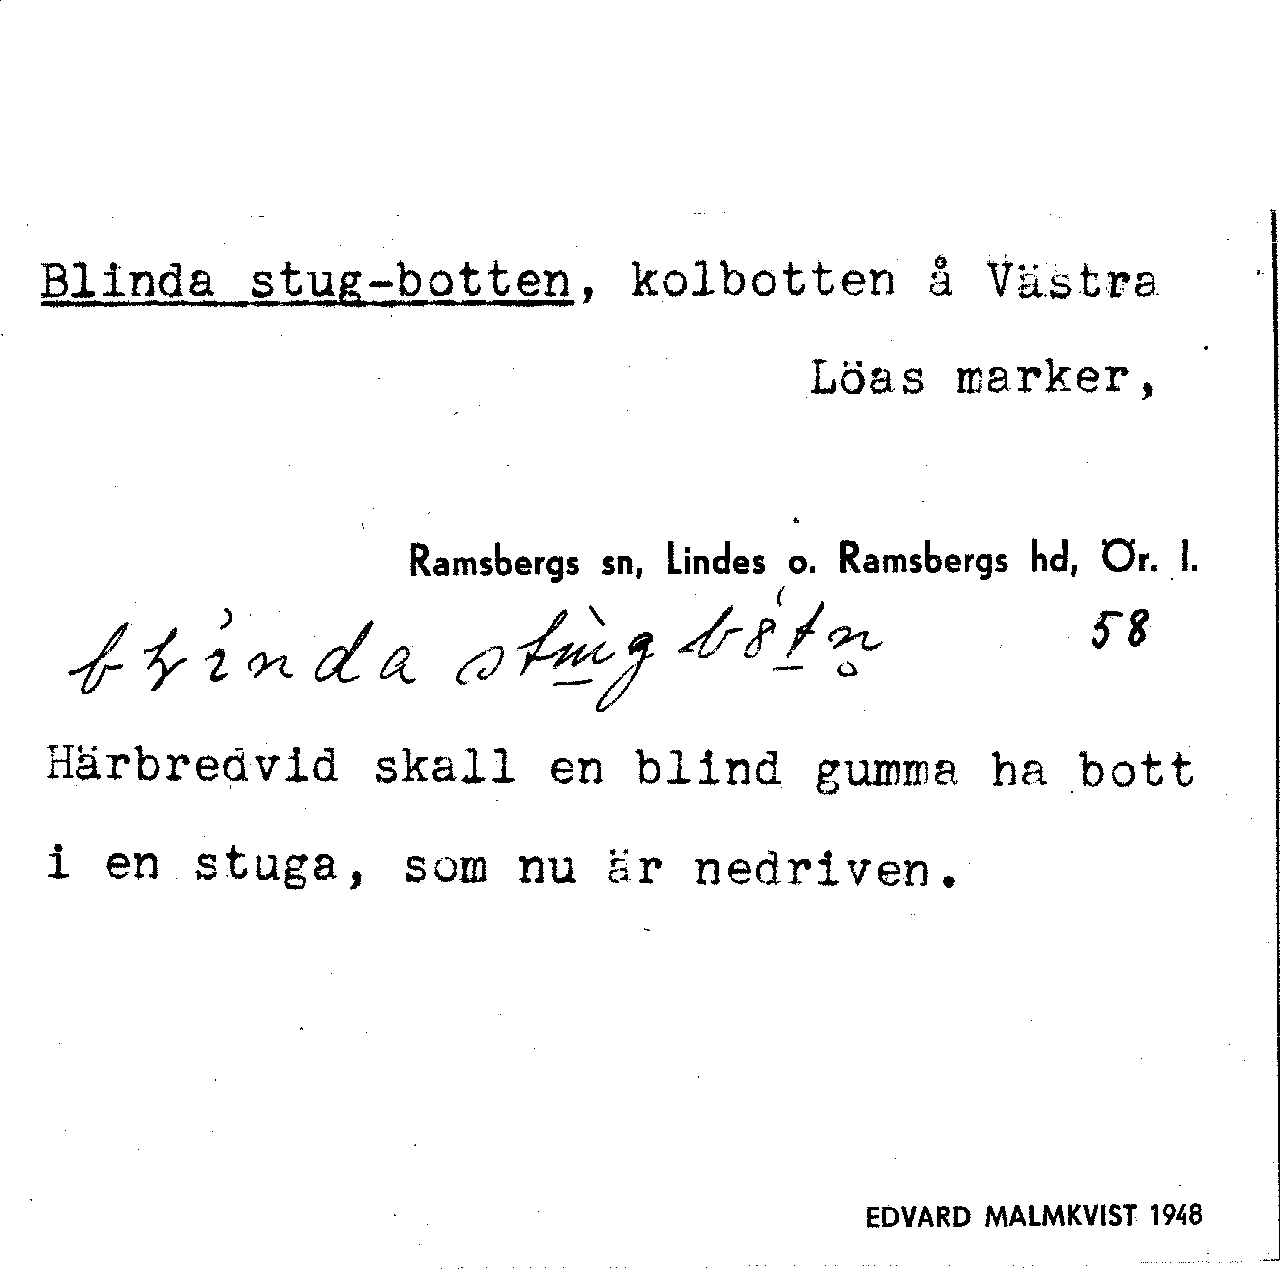 Blinda stug-botten, kolbotten å Västra
Löas marker,
Ramsbergs sn, Lindes o. Ramsbergs hd, Ör. l.
58
Härbredvid skall en blind gumma ha bott
i en stuga, som nu är nedriven.
EDVARD MALMKVIST 1948